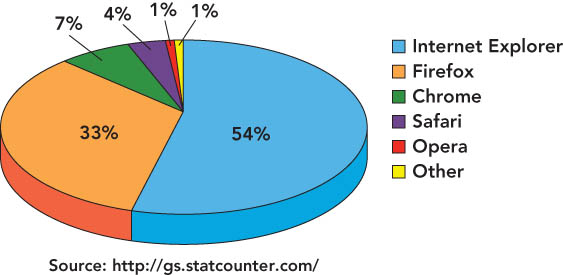 7%
4%
1%
1%
33%
54%
Internet Explorer
Firefox
Chrome
Safari
Opera
Other
Source: http://gs.statcounter.com/